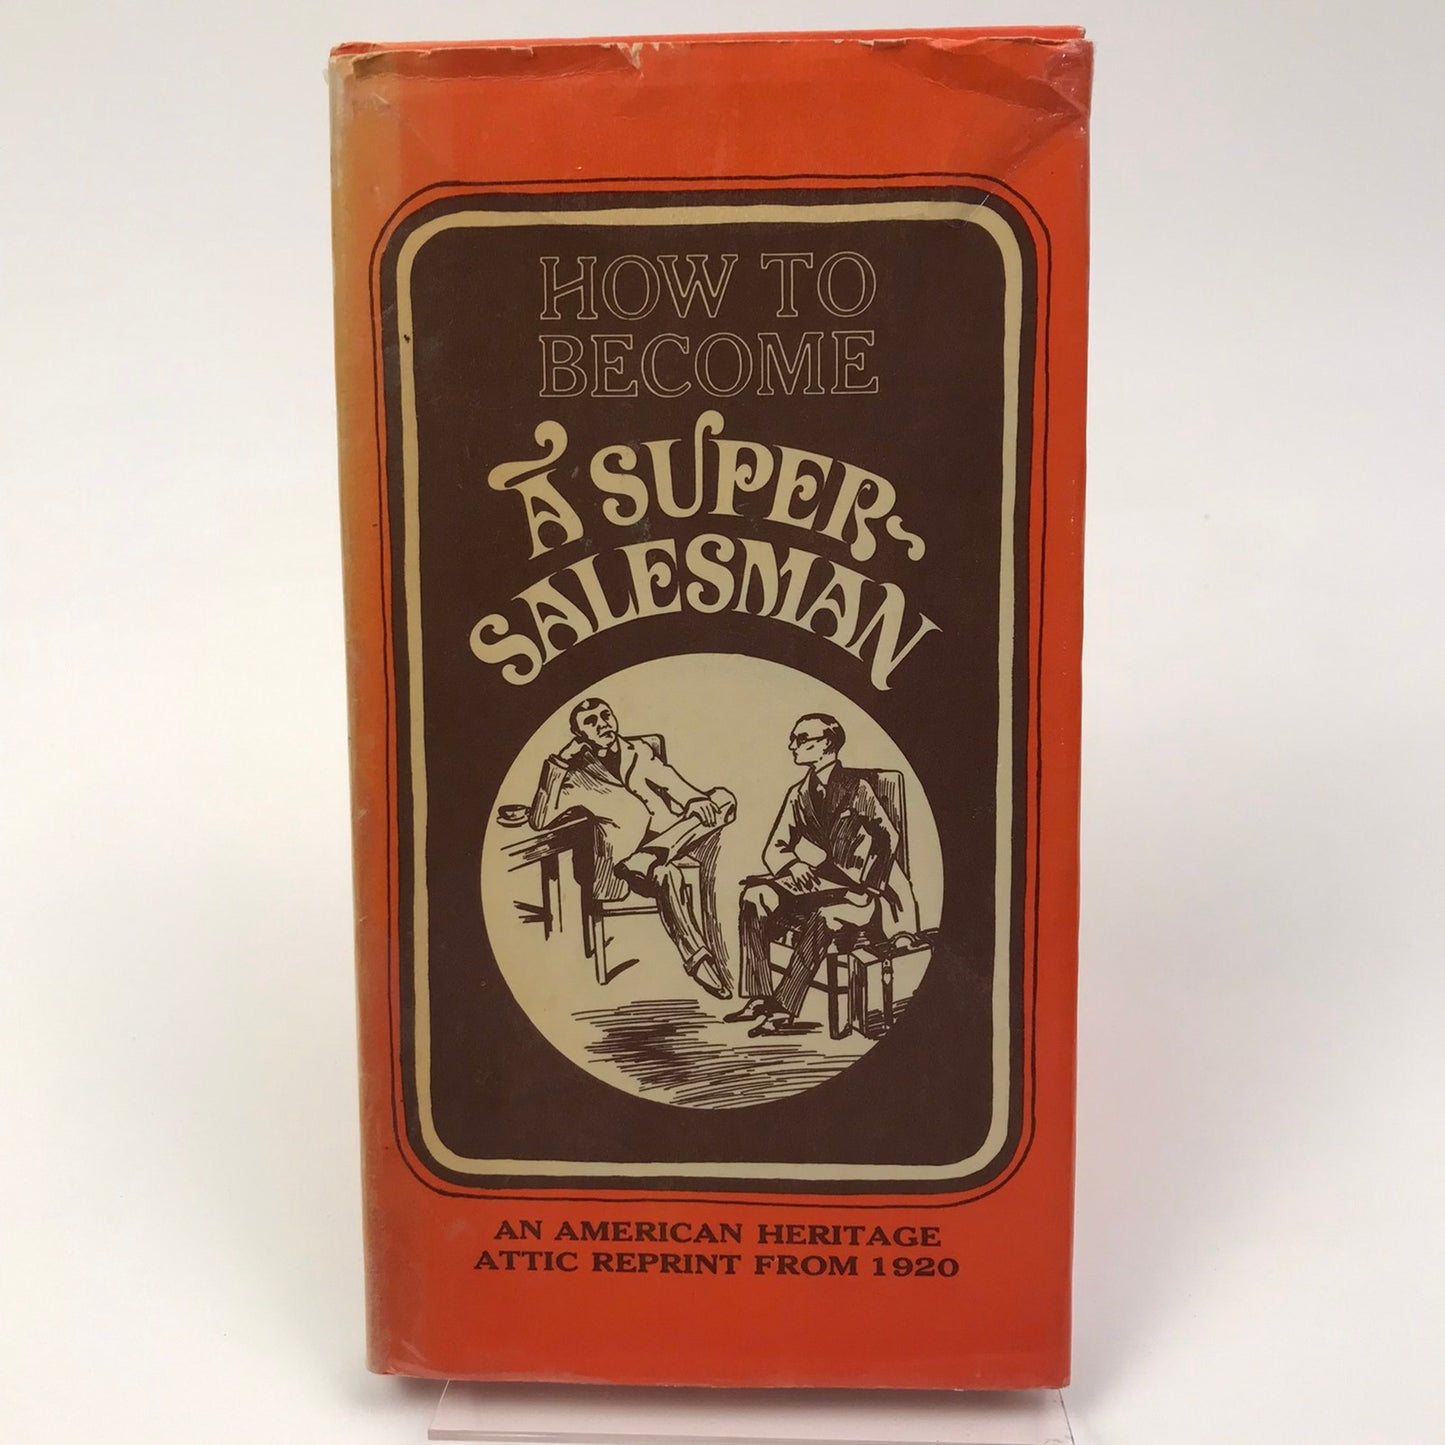 HOW TO
BECOME
A SUPER-
SALESMAN
AN AMERICAN HERITAGE
ATTIC REPRINT FROM 1920